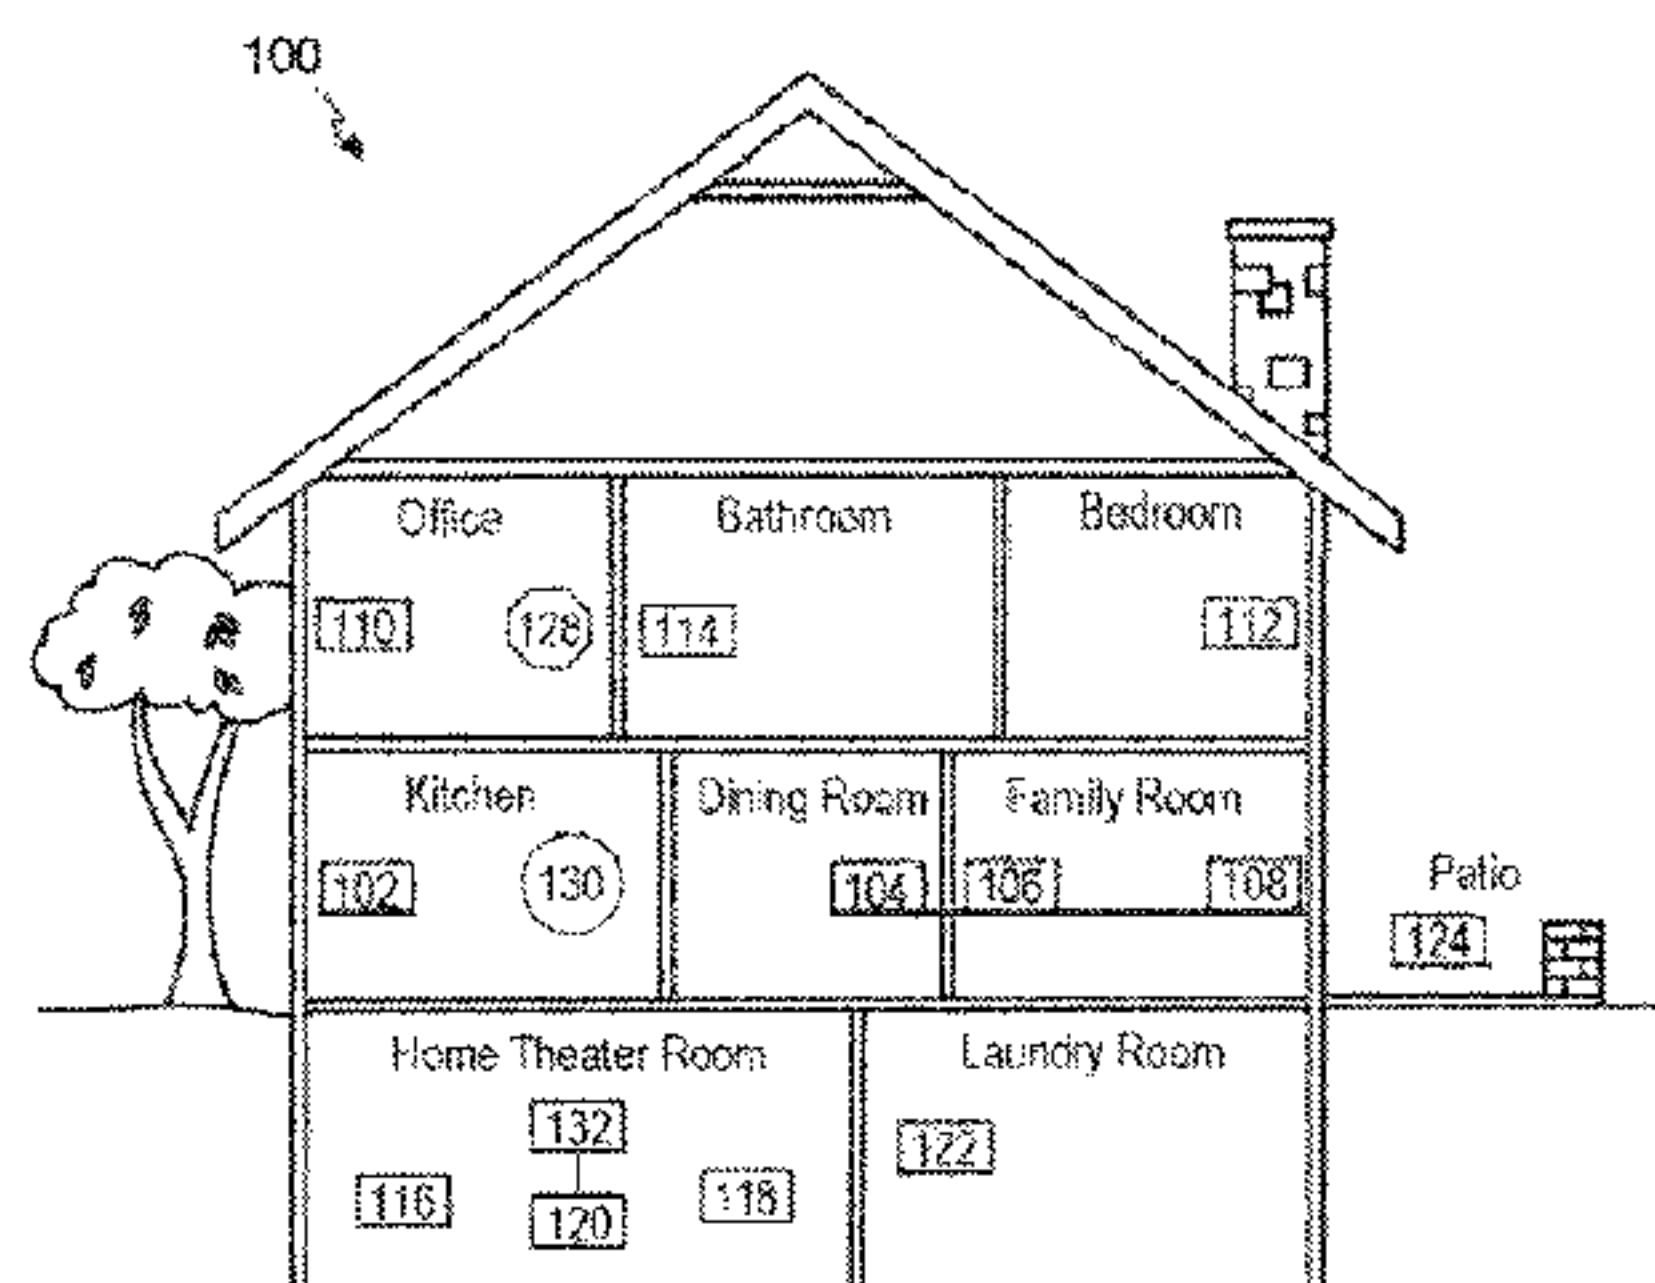 100
Office Bathroom Bedroom
110 128 114 112
Kitchen Dining Room Family Room
102 130 104 106 108
Patio
124
Home Theater Room Laundry Room
132
122
116 118
120